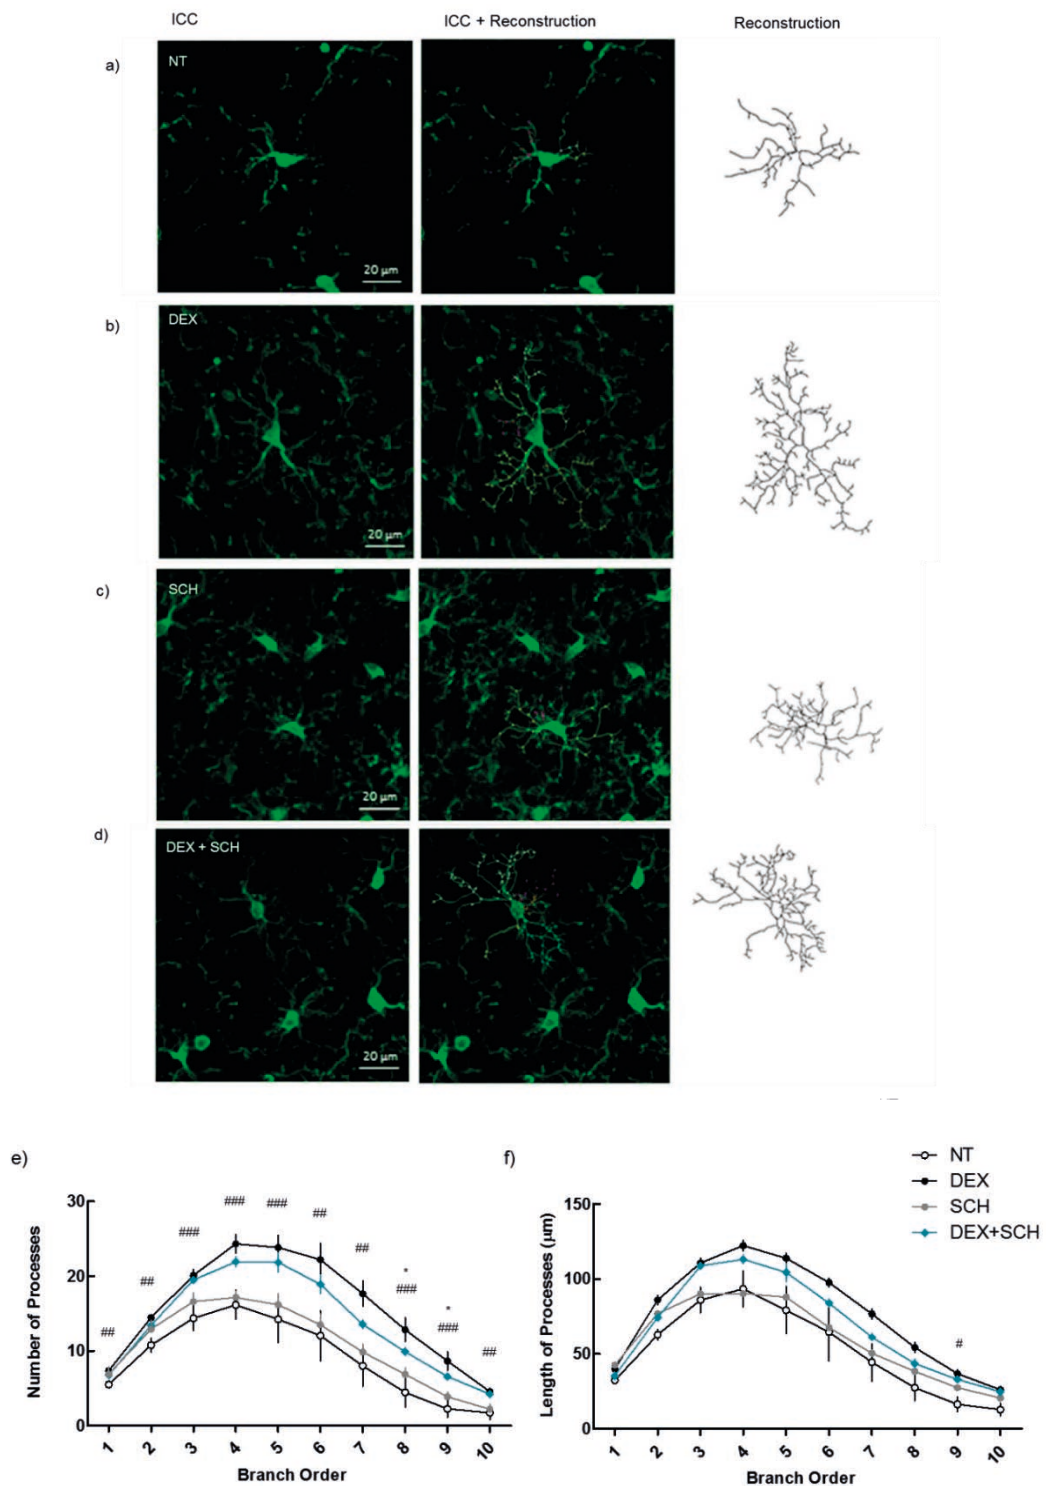 ICC
ICC + Reconstruction
Reconstruction
a)
NT
20 µm
b)
DEX
20 µm
c)
SCH
20 µm
d)
DEX + SCH
20 µm
e)
f)
NT
DEX
SCH
DEX+SCH
Number of Processes
30
20
10
0
##
##
###
###
###
##
##
*
###
*
###
##
1 2 3 4 5 6 7 8 9 10
Branch Order
Length of Processes (µm)
150
100
50
0
#
1 2 3 4 5 6 7 8 9 10
Branch Order